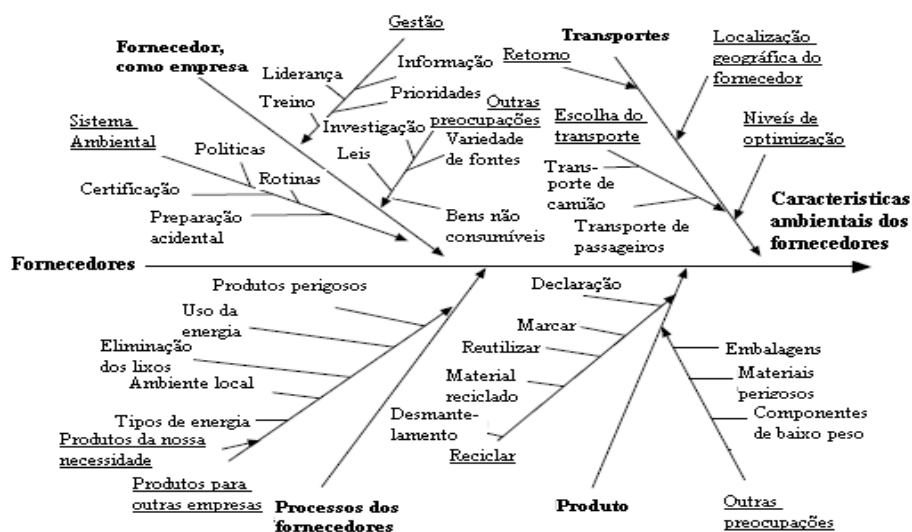 Gestão
Fornecedor,
como empresa
Informação
Liderança
Prioridades
Treino
Outras
preocupações
Investigação
Variedade
de fontes
Leis
Bens não
consumíveis
Sistema
Ambiental
Politicas
Rotinas
Certificação
Preparação
acidental
Transportes
Retorno
Localização
geográfica do
fornecedor
Escolha do
transporte
Nivéis de
optimização
Trans-
porte de
camião
Transporte de
passageiros
Caracteristicas
ambientais dos
fornecedores
Fornecedores
Produtos perigosos
Uso da
energia
Eliminação
dos lixos
Ambiente local
Tipos de energia
Produtos da nossa
necessidade
Produtos para
outras empresas
Processos dos
fornecedores
Declaração
Marcar
Reutilizar
Material
reciclado
Desmante-
lamento
Reciclar
Produto
Embalagens
Materiais
perigosos
Componentes
de baixo peso
Outras
preocupações